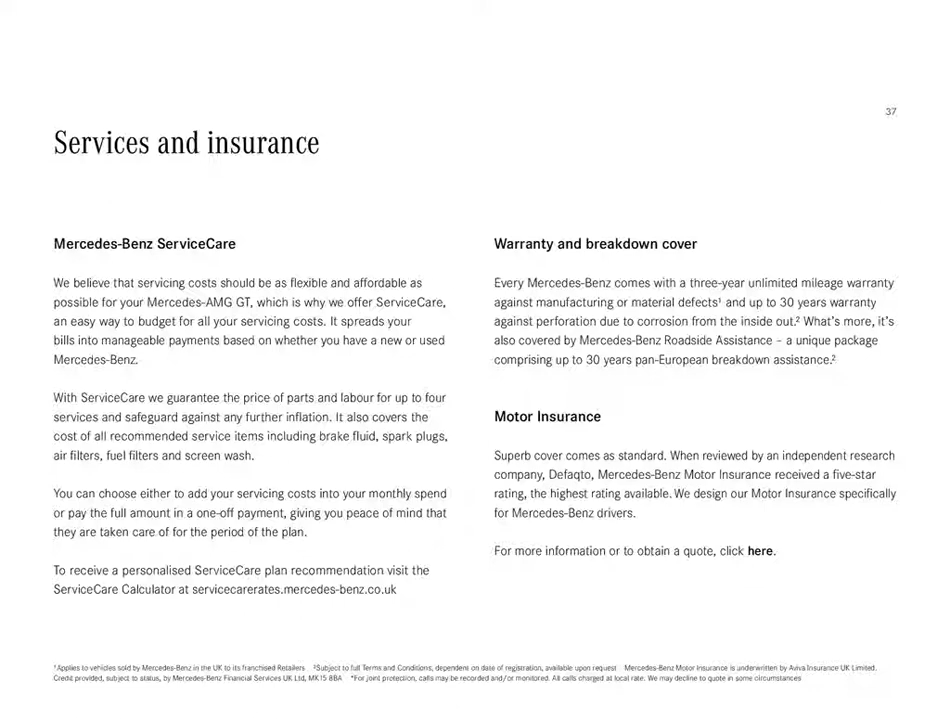 37
Services and insurance
Mercedes-Benz ServiceCare
We believe that servicing costs should be as flexible and affordable as
possible for your Mercedes-AMG GT, which is why we offer ServiceCare,
an easy way to budget for all your servicing costs. It spreads your
bills into manageable payments based on whether you have a new or used
Mercedes-Benz.
With ServiceCare we guarantee the price of parts and labour for up to four
services and safeguard against any further inflation. It also covers the
cost of all recommended service items including brake fluid, spark plugs,
air filters, fuel filters and screen wash.
You can choose either to add your servicing costs into your monthly spend
or pay the full amount in a one-off payment, giving you peace of mind that
they are taken care of for the period of the plan.
To receive a personalised ServiceCare plan recommendation visit the
ServiceCare Calculator at servicecarerates.mercedes-benz.co.uk
Warranty and breakdown cover
Every Mercedes-Benz comes with a three-year unlimited mileage warranty
against manufacturing or material defects¹ and up to 30 years warranty
against perforation due to corrosion from the inside out.² What's more, it's
also covered by Mercedes-Benz Roadside Assistance – a unique package
comprising up to 30 years pan-European breakdown assistance.²
Motor Insurance
Superb cover comes as standard. When reviewed by an independent research
company, Defaqto, Mercedes-Benz Motor Insurance received a five-star
rating, the highest rating available. We design our Motor Insurance specifically
for Mercedes-Benz drivers.
For more information or to obtain a quote, click here.
¹Applies to vehicles sold by Mercedes-Benz in the UK to its franchised Retailers ²Subject to full Terms and Conditions, dependent on date of registration, available upon request Mercedes-Benz Motor Insurance is underwritten by Aviva Insurance UK Limited.
Credit provided, subject to status, by Mercedes-Benz Financial Services UK Ltd, MK15 8BA *For joint protection, calls may be recorded and/or monitored. All calls charged at local rate. We may decline to quote in some circumstances